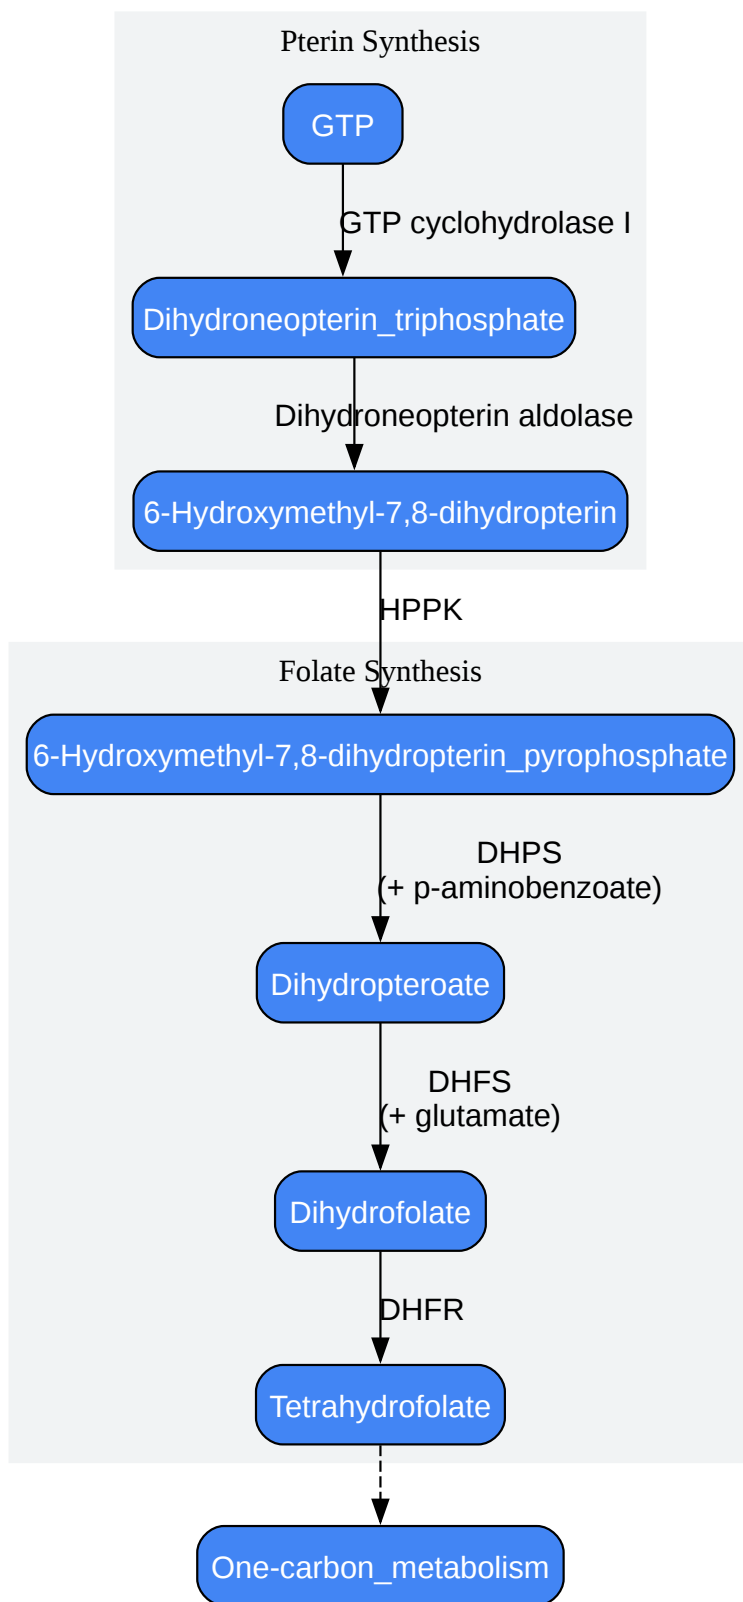 Pterin Synthesis
GTP
GTP cyclohydrolase I
Dihydroneopterin_triphosphate
Dihydroneopterin aldolase
6-Hydroxymethyl-7,8-dihydropterin
HPPK
Folate Synthesis
6-Hydroxymethyl-7,8-dihydropterin_pyrophosphate
DHPS
(+ p-aminobenzoate)
Dihydropteroate
DHFS
(+ glutamate)
Dihydrofolate
DHFR
Tetrahydrofolate
One-carbon_metabolism